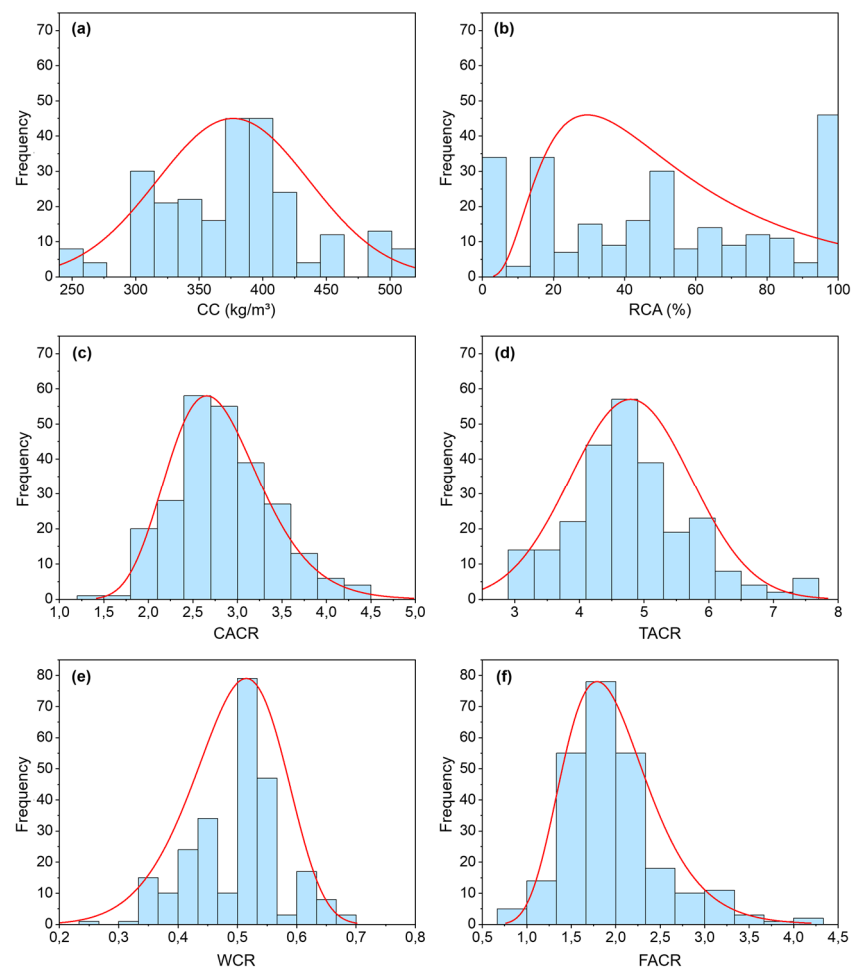 (a)
70
60
50
40
30
20
10
0
Frequency
250 300 350 400 450 500
CC (kg/m³)
(b)
70
60
50
40
30
20
10
0
Frequency
0 20 40 60 80 100
RCA (%)
(c)
70
60
50
40
30
20
10
0
Frequency
1,0 1,5 2,0 2,5 3,0 3,5 4,0 4,5 5,0
CACR
(d)
70
60
50
40
30
20
10
0
Frequency
3 4 5 6 7 8
TACR
(e)
80
70
60
50
40
30
20
10
0
Frequency
0,2 0,3 0,4 0,5 0,6 0,7 0,8
WCR
(f)
80
70
60
50
40
30
20
10
0
Frequency
0,5 1,0 1,5 2,0 2,5 3,0 3,5 4,0 4,5
FACR